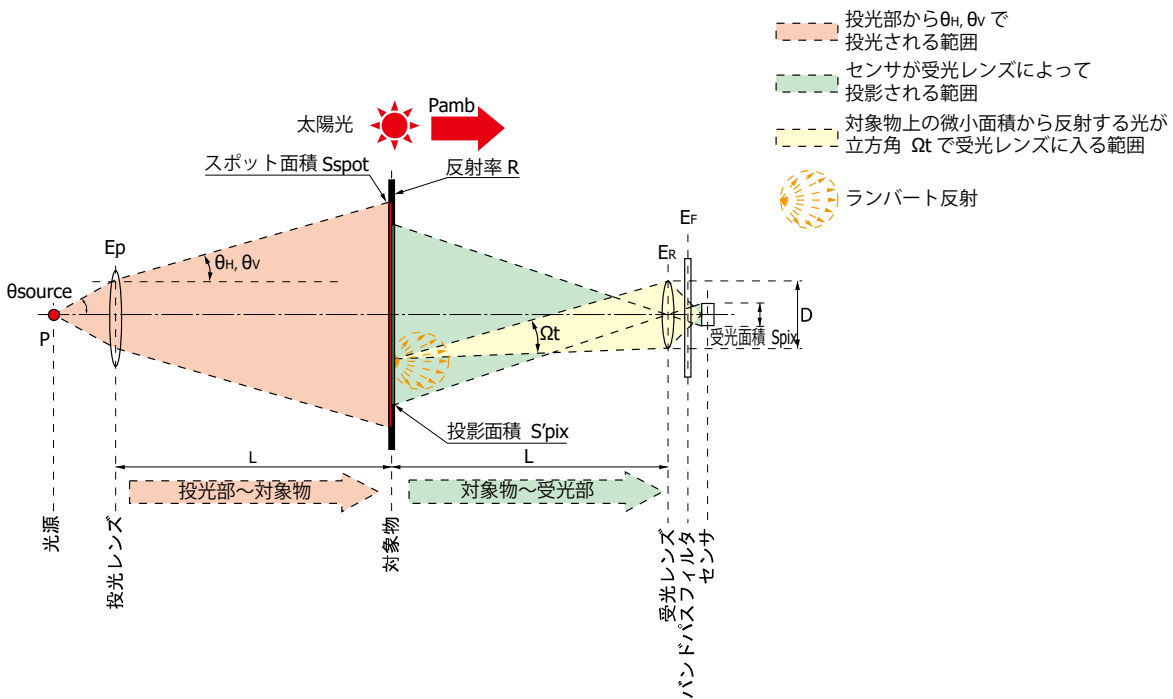 投光部からθH, θV で
投光される範囲
センサが受光レンズによって
投影される範囲
対象物上の微小面積から反射する光が
立方角 Ωt で受光レンズに入る範囲
ランバート反射
太陽光
Pamb
スポット面積 Sspot
反射率 R
Ep
θH, θV
θsource
P
Ωt
ER
EF
D
受光面積 Spix
投影面積 S'pix
L
L
投光部～対象物
対象物～受光部
光源
投光レンズ
対象物
受光レンズ
バンドパスフィルタ
センサ